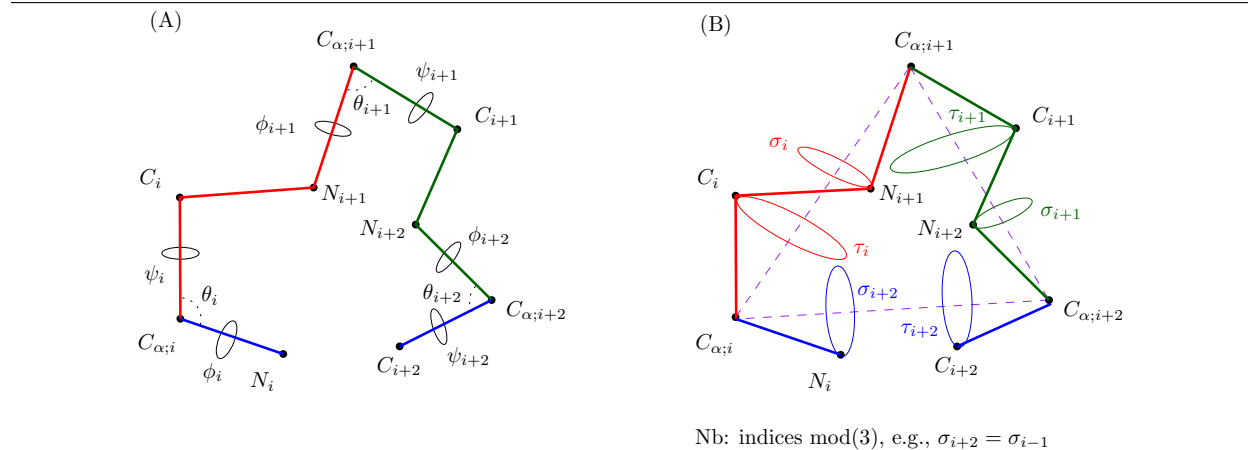 (A)
C_{α;i+1}
ψ_{i+1}
θ_{i+1}
ϕ_{i+1}
C_{i+1}
C_i
N_{i+1}
N_{i+2}
ϕ_{i+2}
ψ_i
θ_i
θ_{i+2}
C_{α;i+2}
C_{α;i}
ϕ_i
N_i
C_{i+2}
ψ_{i+2}
(B)
C_{α;i+1}
τ_{i+1}
C_{i+1}
σ_i
C_i
N_{i+1}
σ_{i+1}
N_{i+2}
τ_i
σ_{i+2}
C_{α;i+2}
τ_{i+2}
C_{α;i}
C_{i+2}
N_i
Nb: indices mod(3), e.g., σ_{i+2} = σ_{i−1}